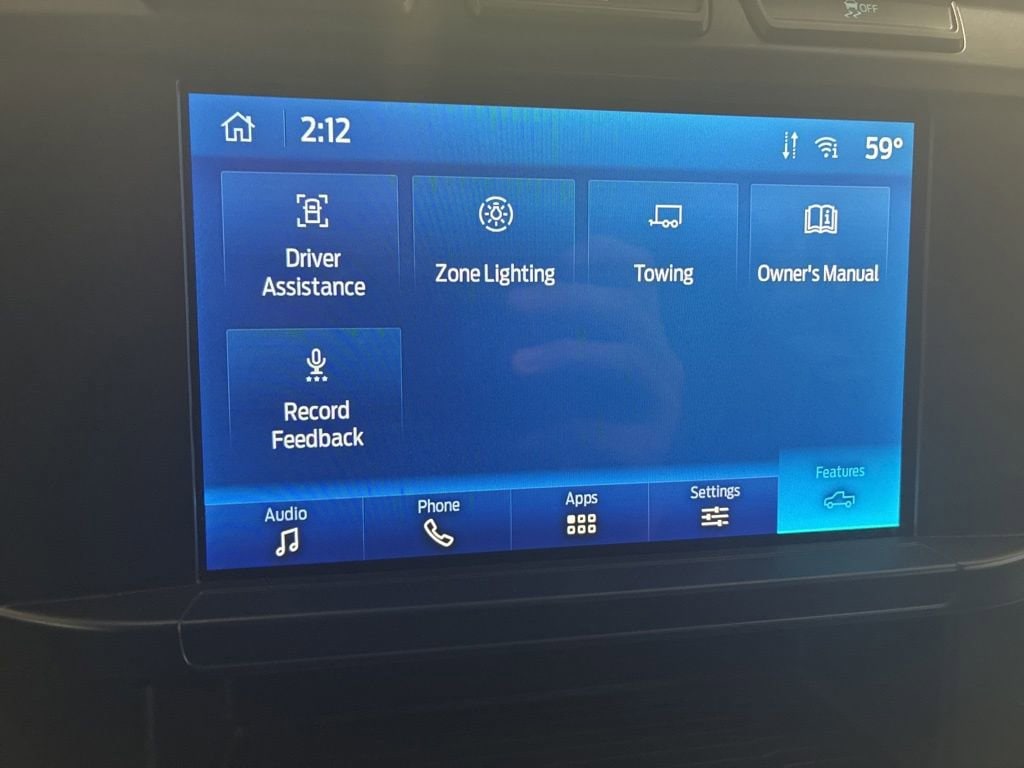 OFF
2:12
59°
Driver
Assistance
Zone Lighting
Towing
Owner's Manual
Record
Feedback
Audio
Phone
Apps
Settings
Features